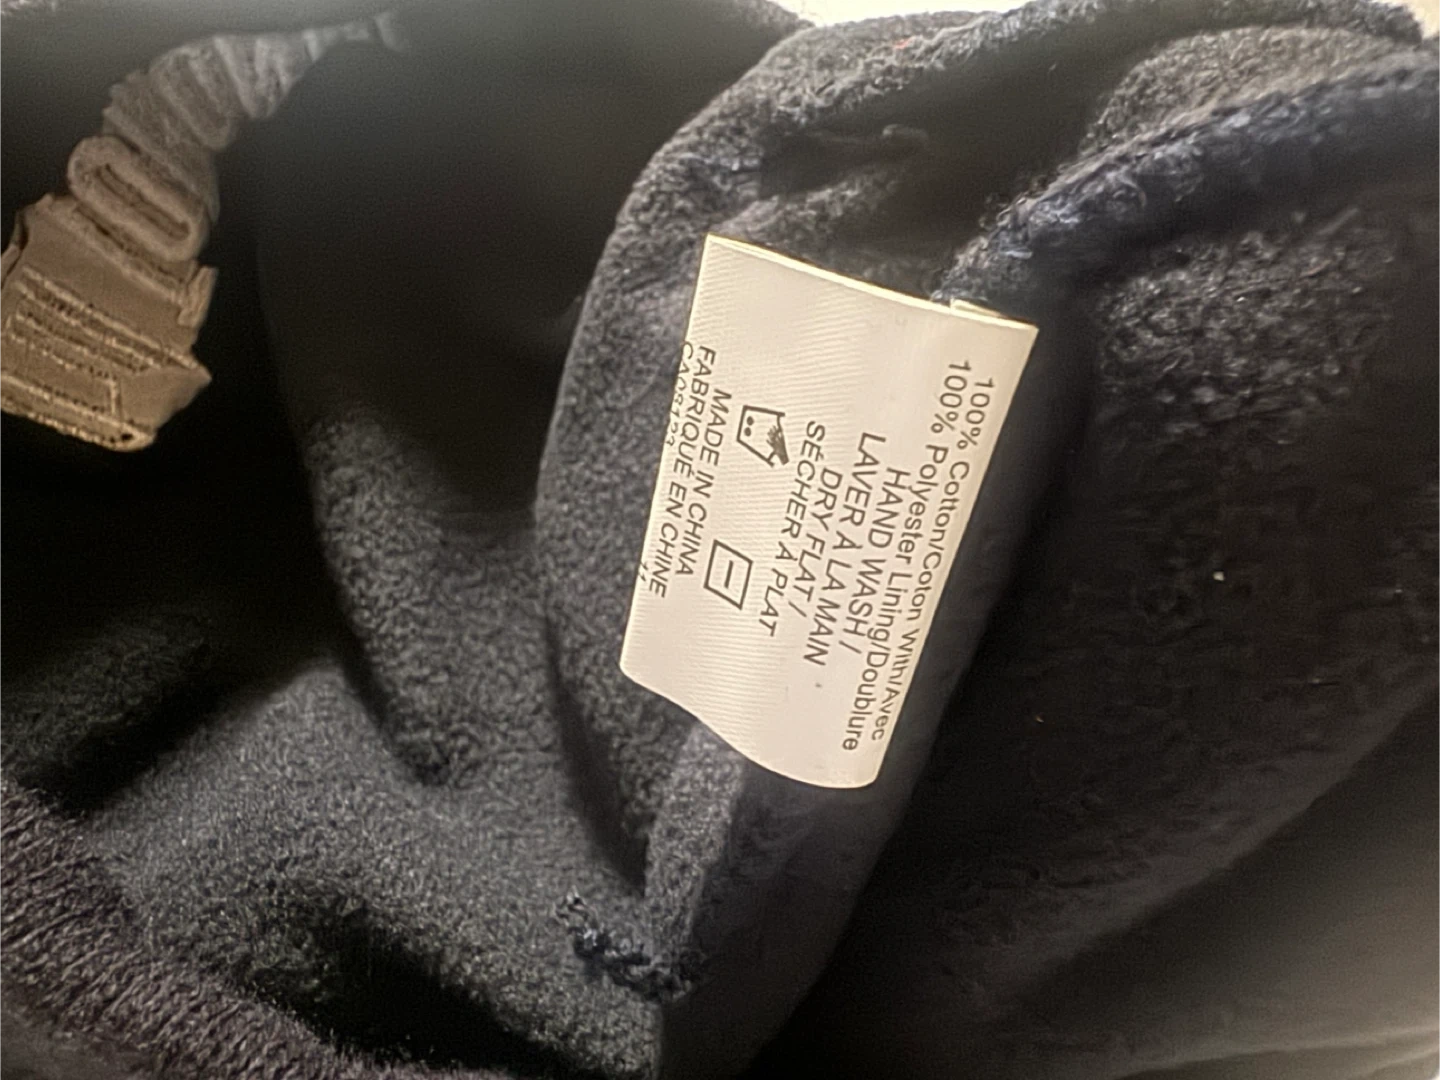 100% Cotton/Coton With/Avec
100% Polyester Lining/Doublure
HAND WASH /
LAVER À LA MAIN
DRY FLAT /
SÉCHER À PLAT
MADE IN CHINA
FABRIQUÉ EN CHINE